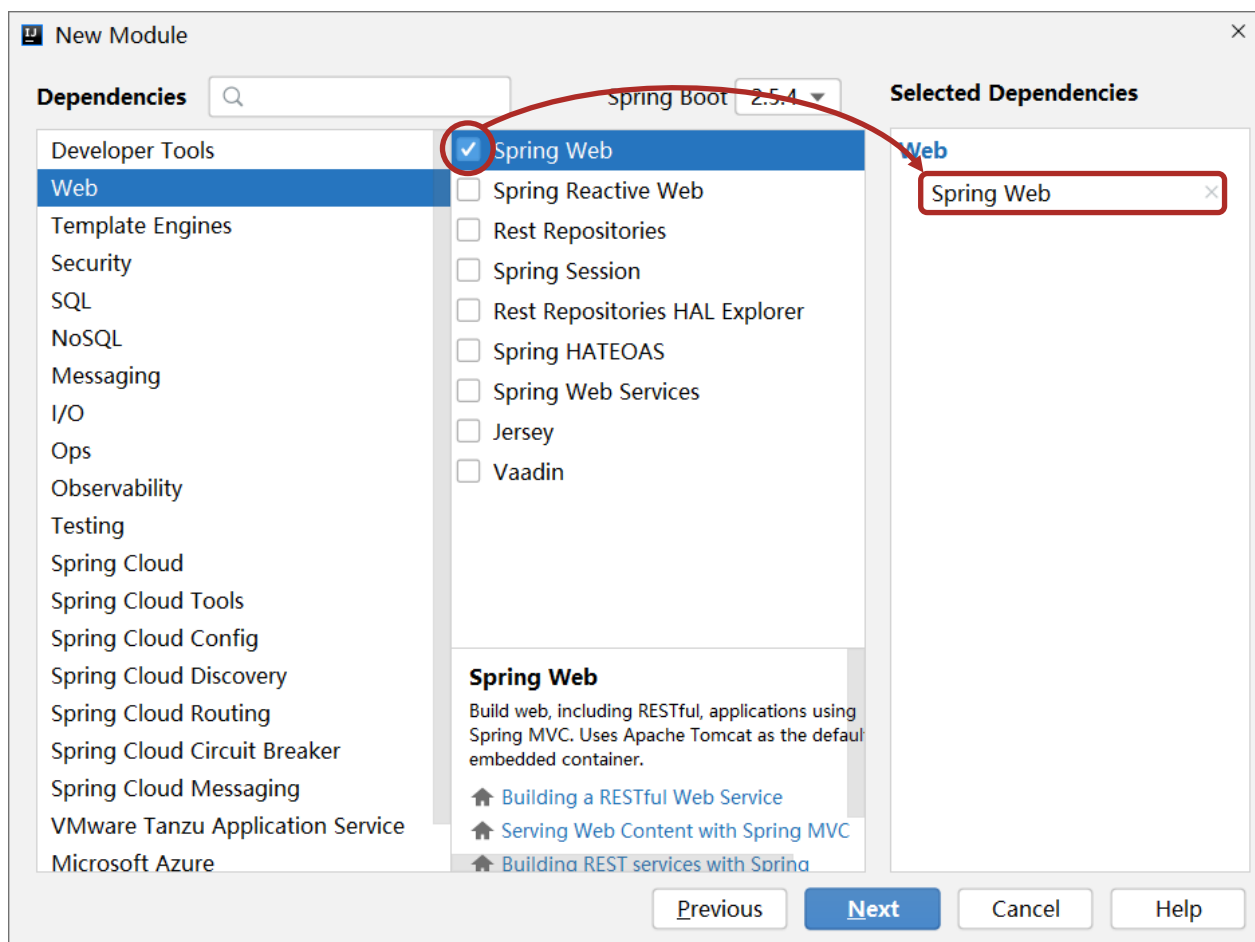 New Module
Dependencies
Spring Boot 2.5.4
Selected Dependencies
Developer Tools
Web
Template Engines
Security
SQL
NoSQL
Messaging
I/O
Ops
Observability
Testing
Spring Cloud
Spring Cloud Tools
Spring Cloud Config
Spring Cloud Discovery
Spring Cloud Routing
Spring Cloud Circuit Breaker
Spring Cloud Messaging
VMware Tanzu Application Service
Microsoft Azure
Spring Web
Spring Reactive Web
Rest Repositories
Spring Session
Rest Repositories HAL Explorer
Spring HATEOAS
Spring Web Services
Jersey
Vaadin
Spring Web
Build web, including RESTful, applications using
Spring MVC. Uses Apache Tomcat as the defaul
embedded container.
Building a RESTful Web Service
Serving Web Content with Spring MVC
Building REST services with Spring
Web
Spring Web
Previous
Next
Cancel
Help